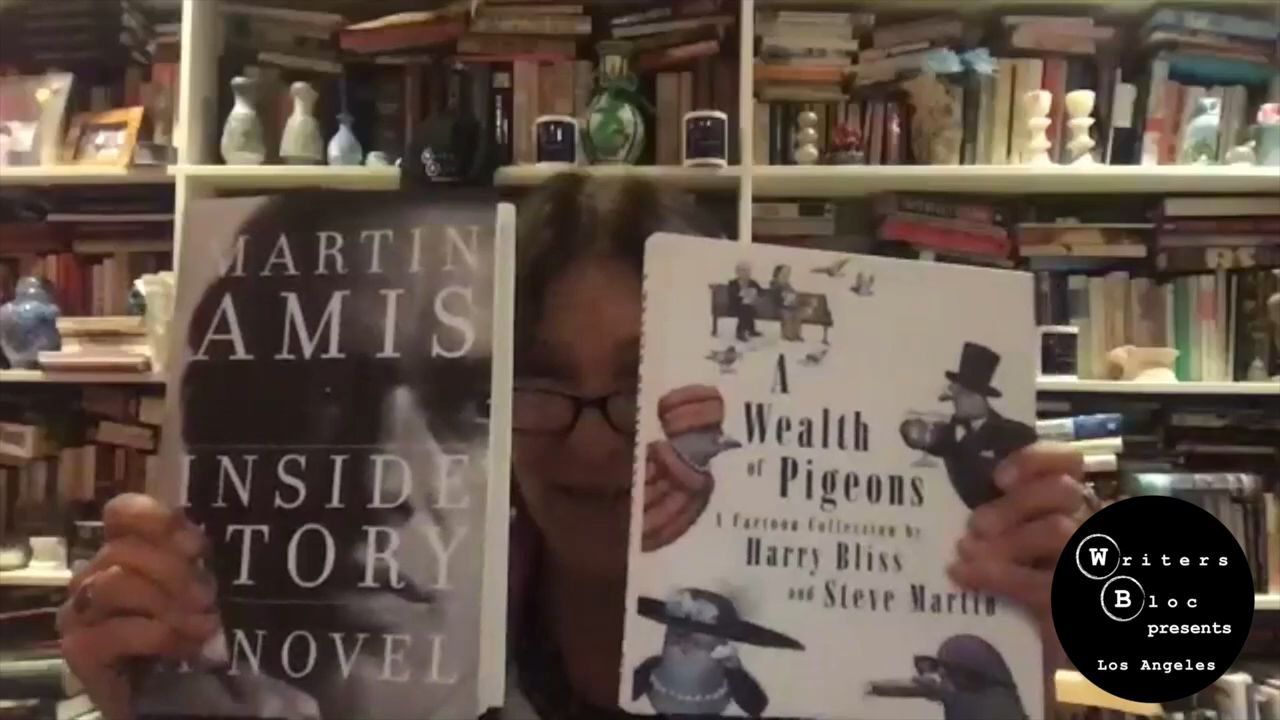 MARTIN
AMIS
INSIDE
STORY
A NOVEL
A
Wealth
of Pigeons
A Cartoon Collection by
Harry Bliss
and Steve Martin
Writers
Bloc
presents
Los Angeles